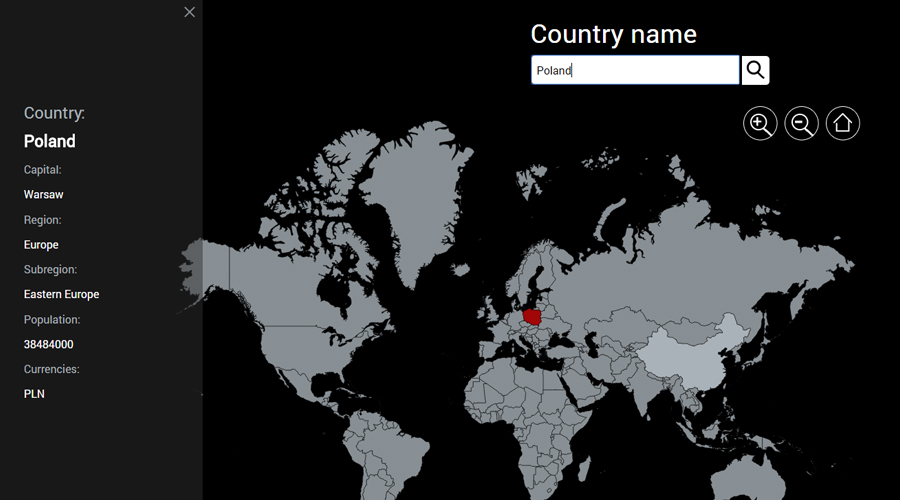 Country name
Poland
Country:
Poland
Capital:
Warsaw
Region:
Europe
Subregion:
Eastern Europe
Population:
38484000
Currencies:
PLN